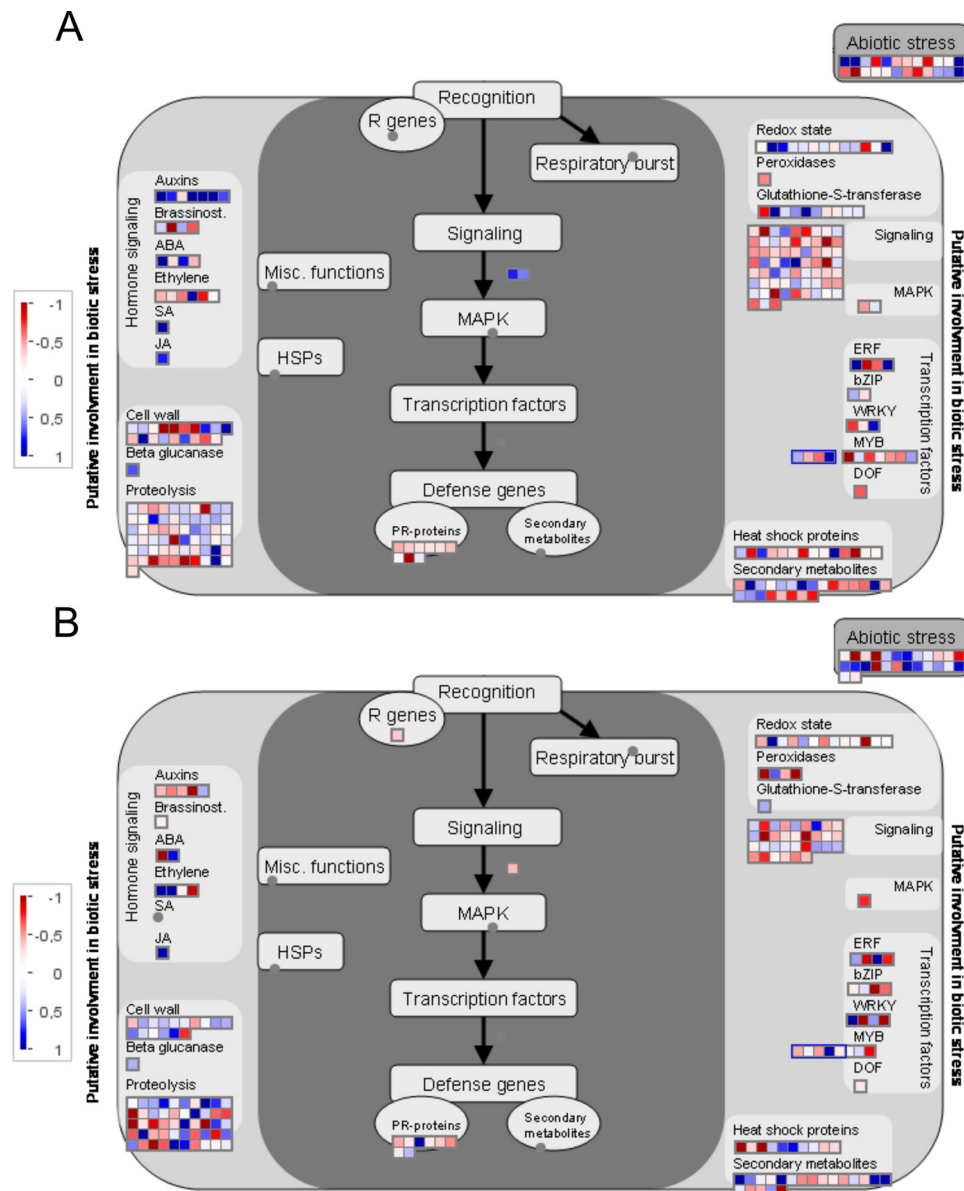 A
Abiotic stress
Recognition
R genes
Respiratory burst
Redox state
Peroxidases
Glutathione-S-transferase
Auxins
Brassinost.
ABA
Ethylene
SA
JA
Hormone signaling
Signaling
Signaling
Misc. functions
MAPK
MAPK
HSPs
-1
-0.5
0
0,5
1
Putative involvment in biotic stress
Putative involvment in biotic stress
ERF
bZIP
WRKY
MYB
DOF
Transcription factors
Transcription factors
Cell wall
Beta glucanase
Proteolysis
Defense genes
PR-proteins
Secondary
metabolites
Heat shock proteins
Secondary metabolites
B
Abiotic stress
Recognition
R genes
Respiratory burst
Redox state
Peroxidases
Glutathione-S-transferase
Auxins
Brassinost.
ABA
Ethylene
SA
JA
Hormone signaling
Signaling
Signaling
Misc. functions
MAPK
MAPK
HSPs
-1
-0,5
0
0,5
1
Putative involvment in biotic stress
Putative involvment in biotic stress
ERF
bZIP
WRKY
MYB
DOF
Transcription factors
Transcription factors
Cell wall
Beta glucanase
Proteolysis
Defense genes
PR-proteins
Secondary
metabolites
Heat shock proteins
Secondary metabolites